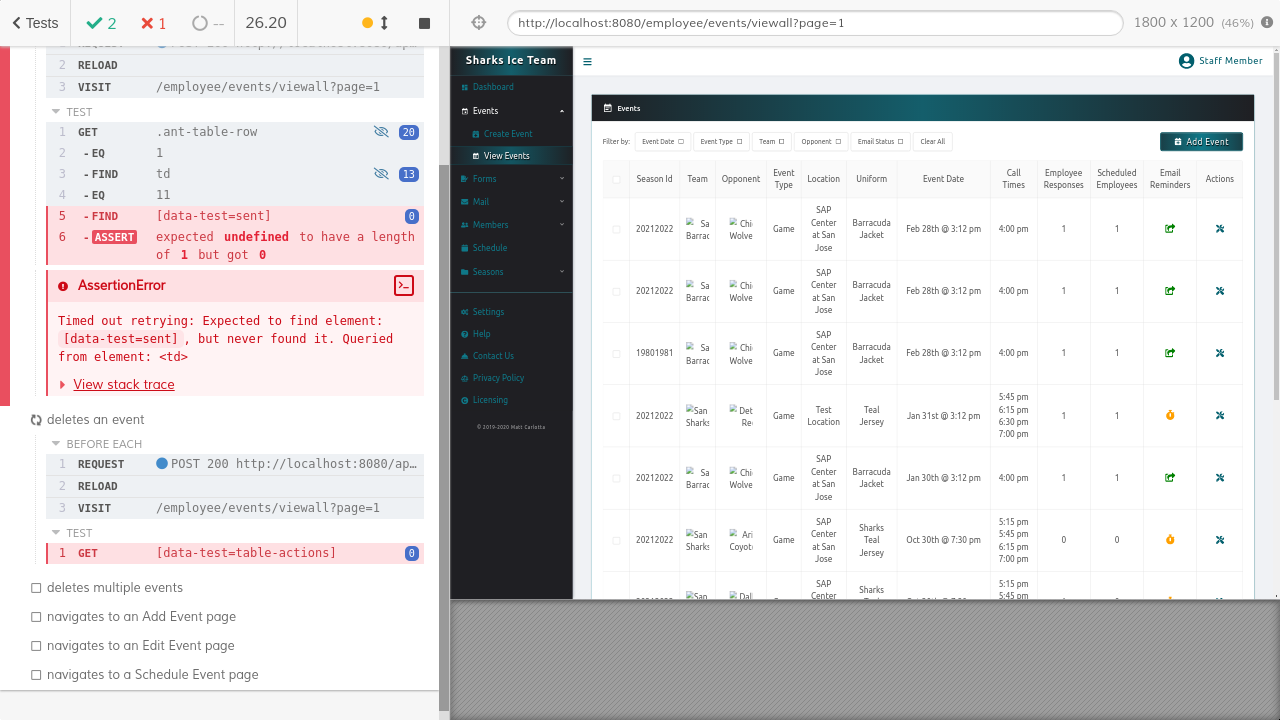 Tests 2 1 -- 26.20 http://localhost:8080/employee/events/viewall?page=1 1800 x 1200 (46%)
2 RELOAD
3 VISIT /employee/events/viewall?page=1
TEST
1 GET .ant-table-row 20
2 -EQ 1
3 -FIND td 13
4 -EQ 11
5 -FIND [data-test=sent] 0
-ASSERT expected undefined to have a length
of 1 but got 0
AssertionError
Timed out retrying: Expected to find element:
[data-test=sent] , but never found it. Queried
from element: <td>
View stack trace
deletes an event
BEFORE EACH
1 REQUEST POST 200 http://localhost:8080/ap…
2 RELOAD
3 VISIT /employee/events/viewall?page=1
TEST
1 GET [data-test=table-actions] 0
deletes multiple events
navigates to an Add Event page
navigates to an Edit Event page
navigates to a Schedule Event page
Sharks Ice Team
Dashboard
Events
Create Event
View Events
Forms
Mail
Members
Schedule
Seasons
Settings
Help
Contact Us
Privacy Policy
Licensing
© 2019-2020 Matt Carlotta
Staff Member
Events
Filter by: Event Date Event Type Team Opponent Email Status Clear All Add Event
Season Id Team Opponent Event Type Location Uniform Event Date Call Times Employee Responses Scheduled Employees Email Reminders Actions
20212022 Sa Barrac Chi Wolve Game SAP Center at San Jose Barracuda Jacket Feb 28th @ 3:12 pm 4:00 pm 1 1
20212022 Sa Barrac Chi Wolve Game SAP Center at San Jose Barracuda Jacket Feb 28th @ 3:12 pm 4:00 pm 1 1
19801981 Sa Barrac Chi Wolve Game SAP Center at San Jose Barracuda Jacket Feb 28th @ 3:12 pm 4:00 pm 1 1
20212022 San Sharks Det Re Game Test Location Teal Jersey Jan 31st @ 3:12 pm 5:45 pm 6:15 pm 6:30 pm 7:00 pm 1 1
20212022 Sa Barrac Chi Wolve Game SAP Center at San Jose Barracuda Jacket Jan 30th @ 3:12 pm 4:00 pm 1 1
20212022 San Sharks Ari Coyot Game SAP Center at San Jose Sharks Teal Jersey Oct 30th @ 7:30 pm 5:15 pm 5:45 pm 6:15 pm 7:00 pm 0 0
San Dall SAP Center Sharks 5:15 pm 5:45 pm